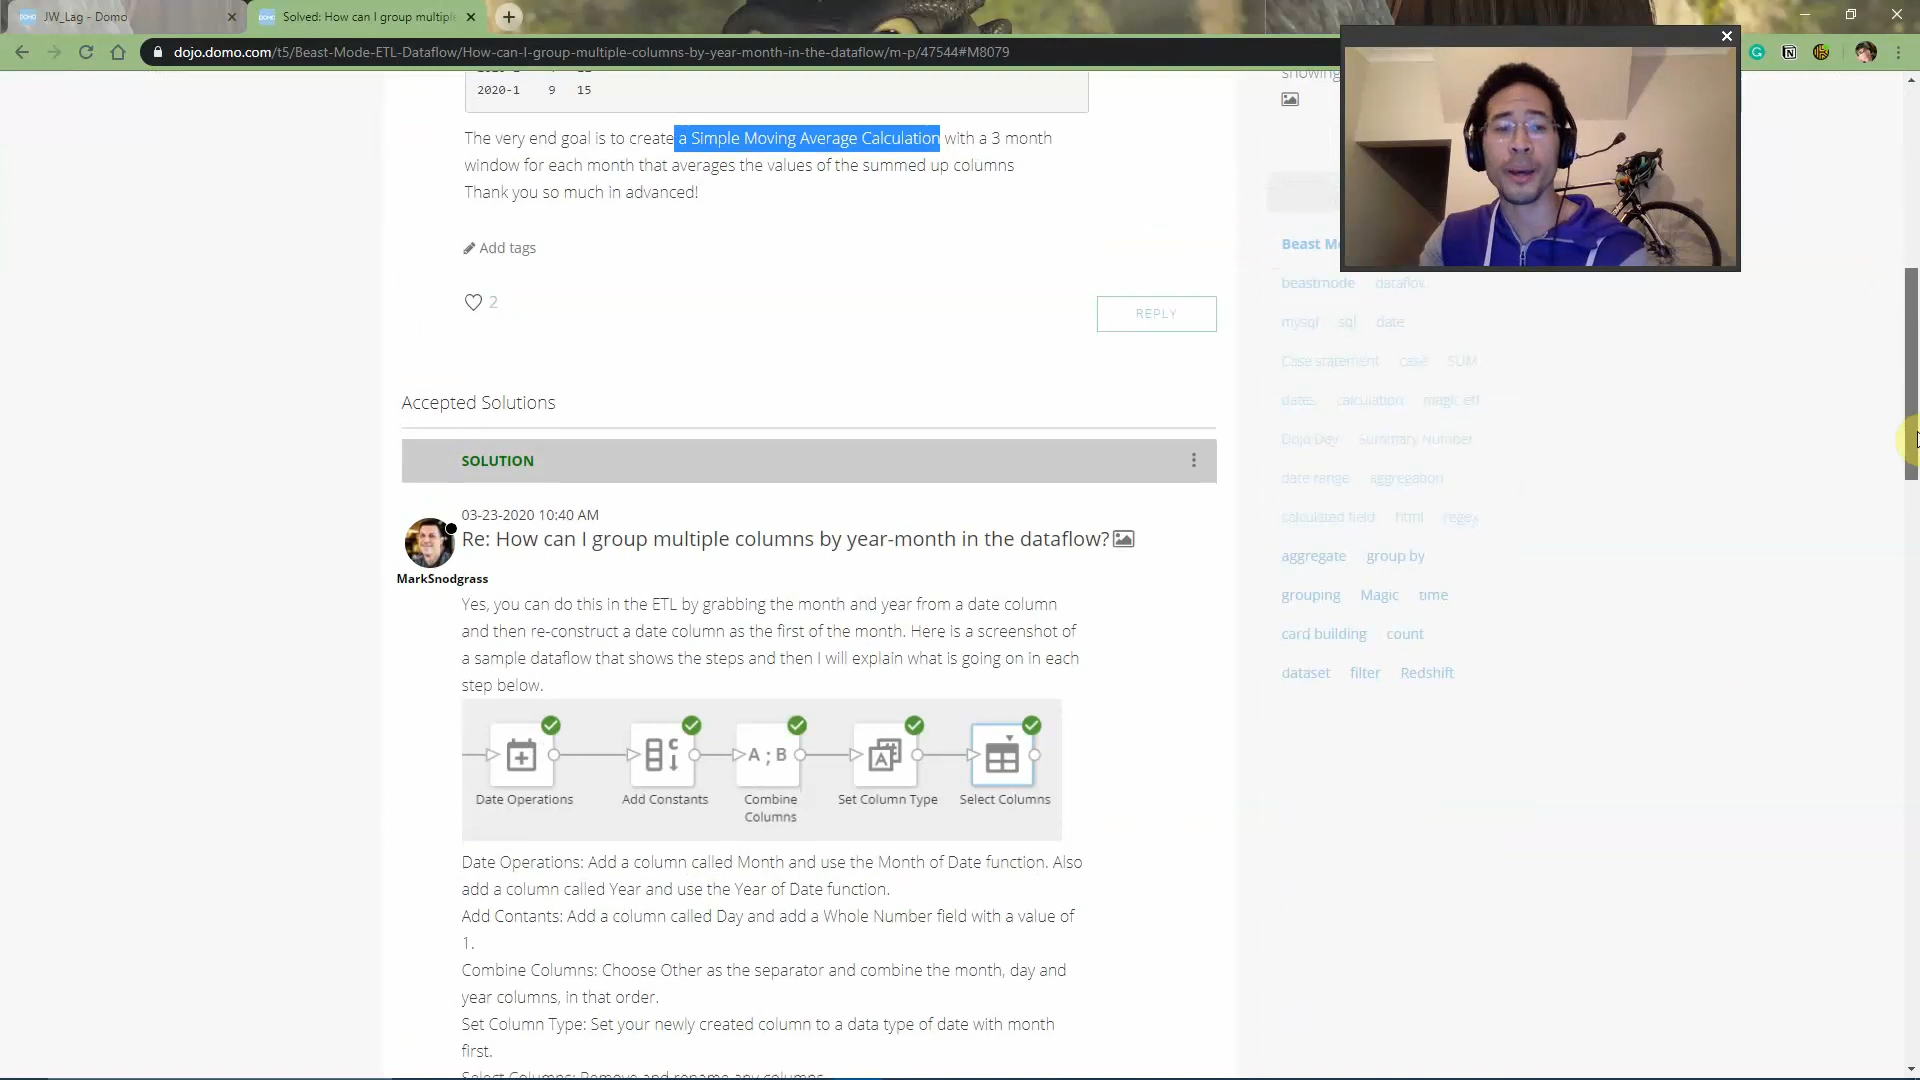 JW_Lag - Domo
Solved: How can I group multiple
dojo.domo.com/t5/Beast-Mode-ETL-Dataflow/How-can-I-group-multiple-columns-by-year-month-in-the-dataflow/m-p/47544#M8079
showing
2020-1 9 15
The very end goal is to create a Simple Moving Average Calculation with a 3 month
window for each month that averages the values of the summed up columns
Thank you so much in advanced!
Add tags
2
REPLY
Beast M
beastmode dataflow
mysql sql date
Case statement case SUM
dates calculation magic etl
Dojo Day Summary Number
date range aggregation
calculated field html regex
aggregate group by
grouping Magic time
card building count
dataset filter Redshift
Accepted Solutions
SOLUTION
03-23-2020 10:40 AM
Re: How can I group multiple columns by year-month in the dataflow?
MarkSnodgrass
Yes, you can do this in the ETL by grabbing the month and year from a date column
and then re-construct a date column as the first of the month. Here is a screenshot of
a sample dataflow that shows the steps and then I will explain what is going on in each
step below.
A ; B
Date Operations
Add Constants
Combine
Columns
Set Column Type
Select Columns
Date Operations: Add a column called Month and use the Month of Date function. Also
add a column called Year and use the Year of Date function.
Add Contants: Add a column called Day and add a Whole Number field with a value of
1.
Combine Columns: Choose Other as the separator and combine the month, day and
year columns, in that order.
Set Column Type: Set your newly created column to a data type of date with month
first.
Select Columns: Remove and rename any columns